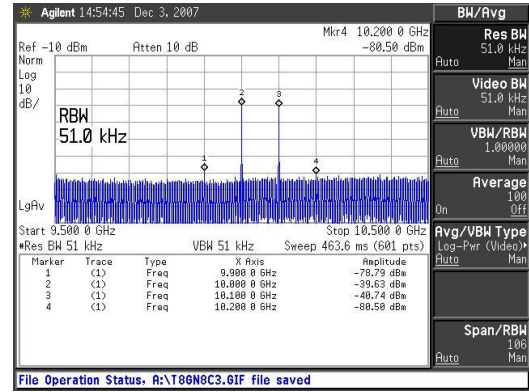 Agilent 14:54:45 Dec 3, 2007
BW/Avg
Mkr4 10.200 0 GHz
Ref -10 dBm
Atten 10 dB
-80.50 dBm
Norm
Log
10
dB/
RBW
51.0 kHz
1
2
3
4
LgAv
Start 9.500 0 GHz
Stop 10.500 0 GHz
#Res BW 51 kHz
VBW 51 kHz
Sweep 463.6 ms (601 pts)
Marker Trace Type X Axis Amplitude
1 (1) Freq 9.900 0 GHz -78.79 dBm
2 (1) Freq 10.000 0 GHz -39.63 dBm
3 (1) Freq 10.100 0 GHz -40.74 dBm
4 (1) Freq 10.200 0 GHz -80.50 dBm
Res BW
51.0 kHz
Auto Man
Video BW
51.0 kHz
Auto Man
VBW/RBW
1.00000
Auto Man
Average
100
On Off
Avg/VBW Type
Log-Pwr (Video)▸
Auto Man
Span/RBW
106
Auto Man
File Operation Status, A:\T8GN8C3.GIF file saved